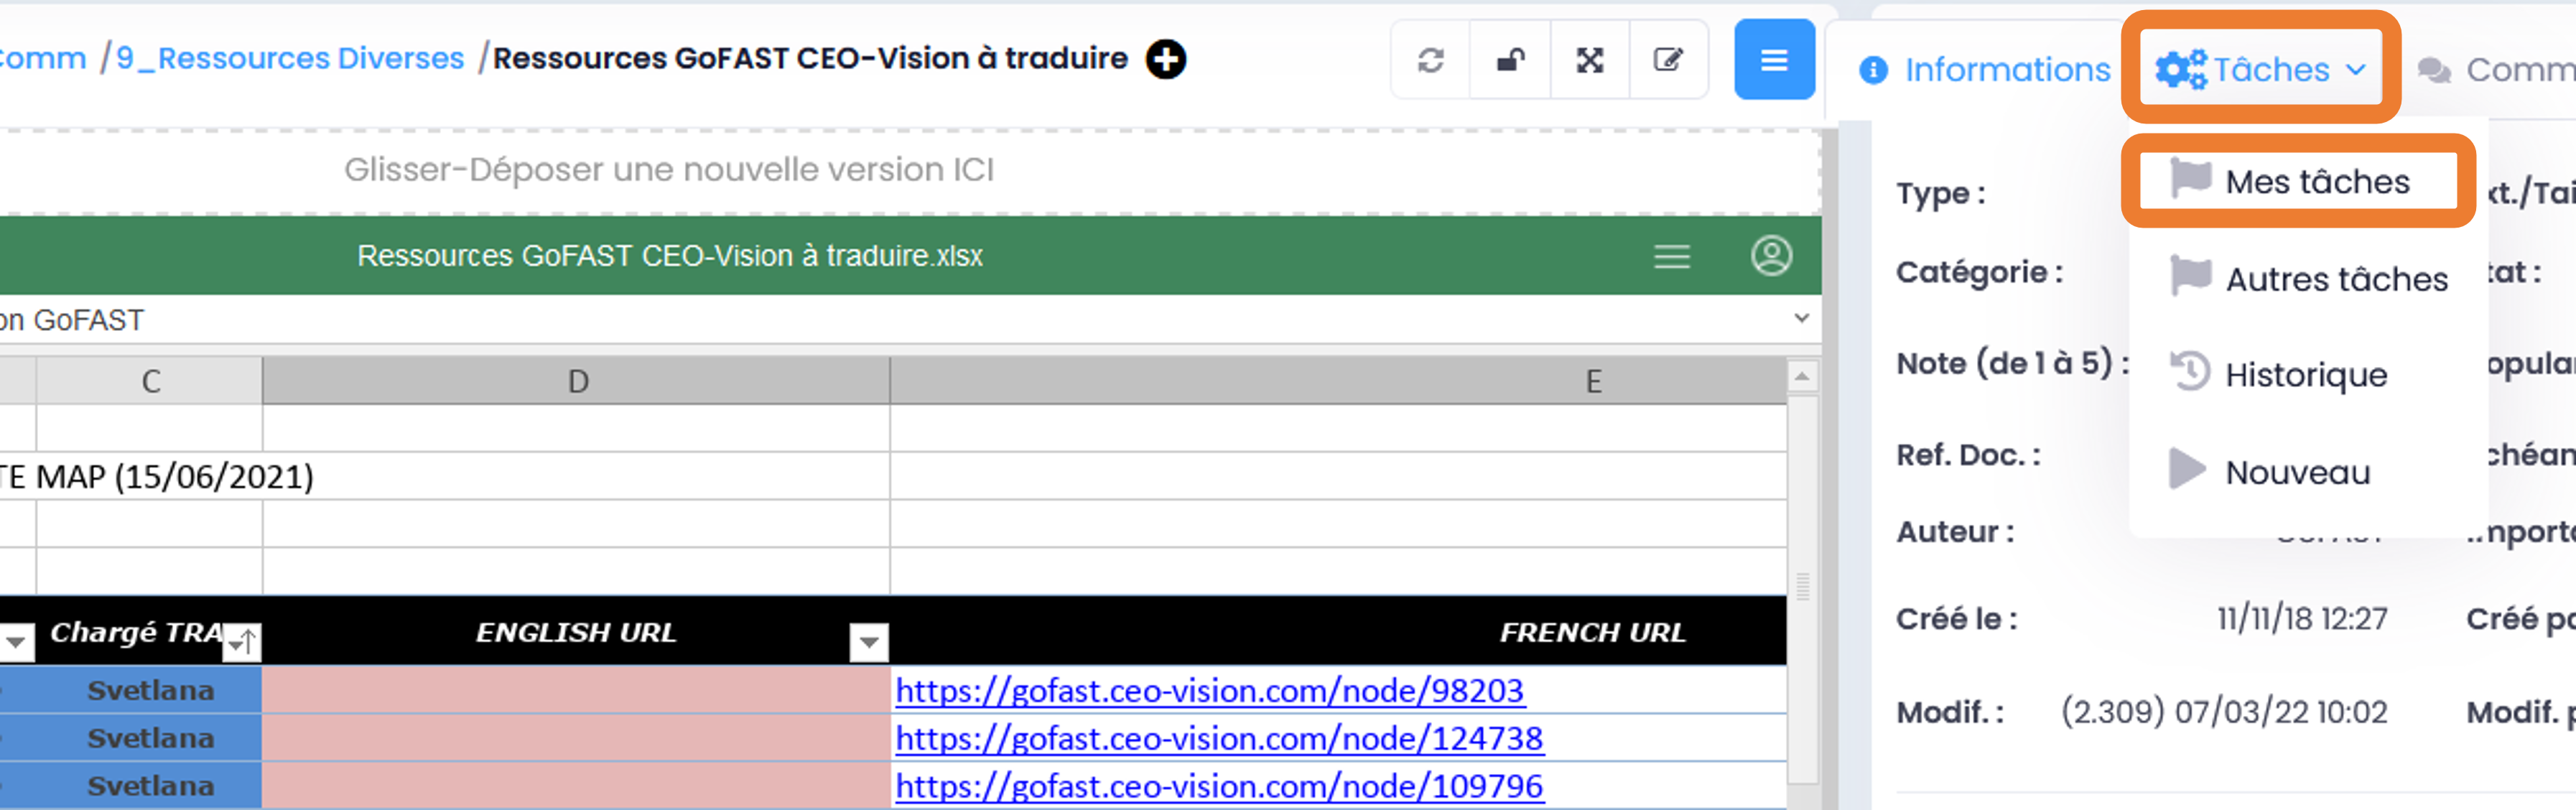 Comm /9_Ressources Diverses /Ressources GoFAST CEO-Vision à traduire
Informations
Tâches
Comm
Glisser-Déposer une nouvelle version ICI
Ressources GoFAST CEO-Vision à traduire.xlsx
on GoFAST
C D E
TE MAP (15/06/2021)
Chargé TRA ENGLISH URL FRENCH URL
Svetlana https://gofast.ceo-vision.com/node/98203
Svetlana https://gofast.ceo-vision.com/node/124738
Svetlana https://gofast.ceo-vision.com/node/109796
Mes tâches
Autres tâches
Historique
Nouveau
Type : xt./Tai
Catégorie : tat :
Note (de 1 à 5) : opular
Ref. Doc. : chéan
Auteur : mporta
Créé le : 11/11/18 12:27 Créé pa
Modif. : (2.309) 07/03/22 10:02 Modif. p